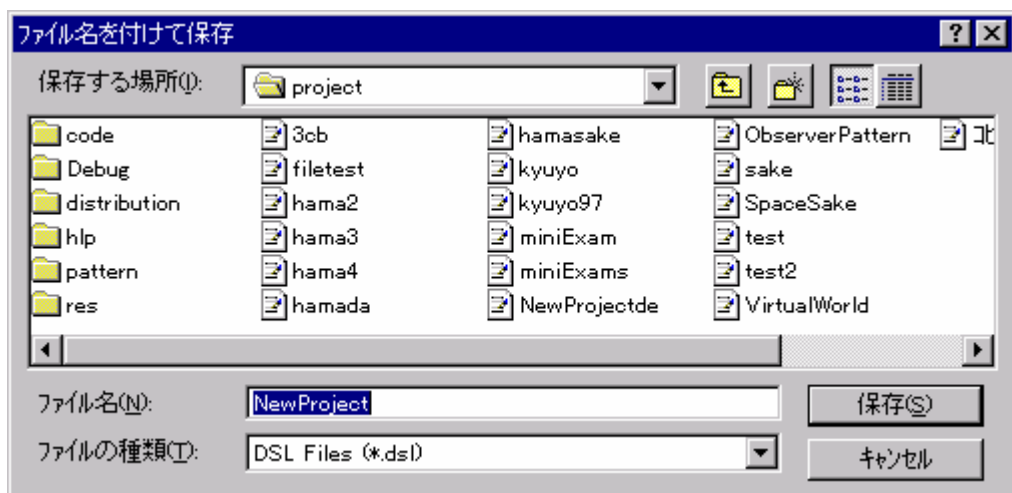 ファイル名を付けて保存
保存する場所(I): project
code 3cb hamasake ObserverPattern コピ
Debug filetest kyuyo sake
distribution hama2 kyuyo97 SpaceSake
hlp hama3 miniExam test
pattern hama4 miniExams test2
res hamada NewProjectde VirtualWorld
ファイル名(N): NewProject 保存(S)
ファイルの種類(T): DSL Files (*.dsl) キャンセル